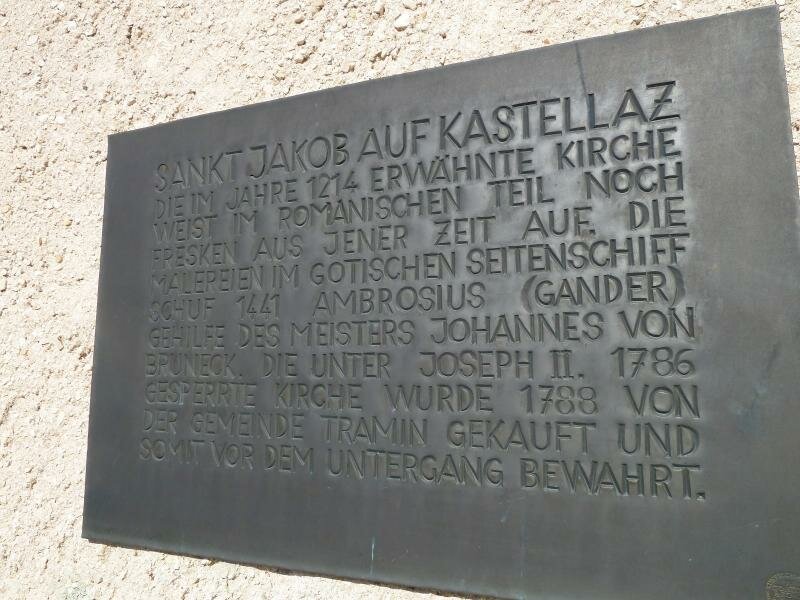 SANKT JAKOB AUF KASTELLAZ
DIE IM JAHRE 1214 ERWÄHNTE KIRCHE
WEIST IM ROMANISCHEN TEIL NOCH
FRESKEN AUS JENER ZEIT AUF. DIE
MALEREIEN IM GOTISCHEN SEITENSCHIFF
SCHUF 1441 AMBROSIUS (GANDER)
GEHILFE DES MEISTERS JOHANNES VON
BRUNECK. DIE UNTER JOSEPH II. 1786
GESPERRTE KIRCHE WURDE 1788 VON
DER GEMEINDE TRAMIN GEKAUFT UND
SOMIT VOR DEM UNTERGANG BEWAHRT.